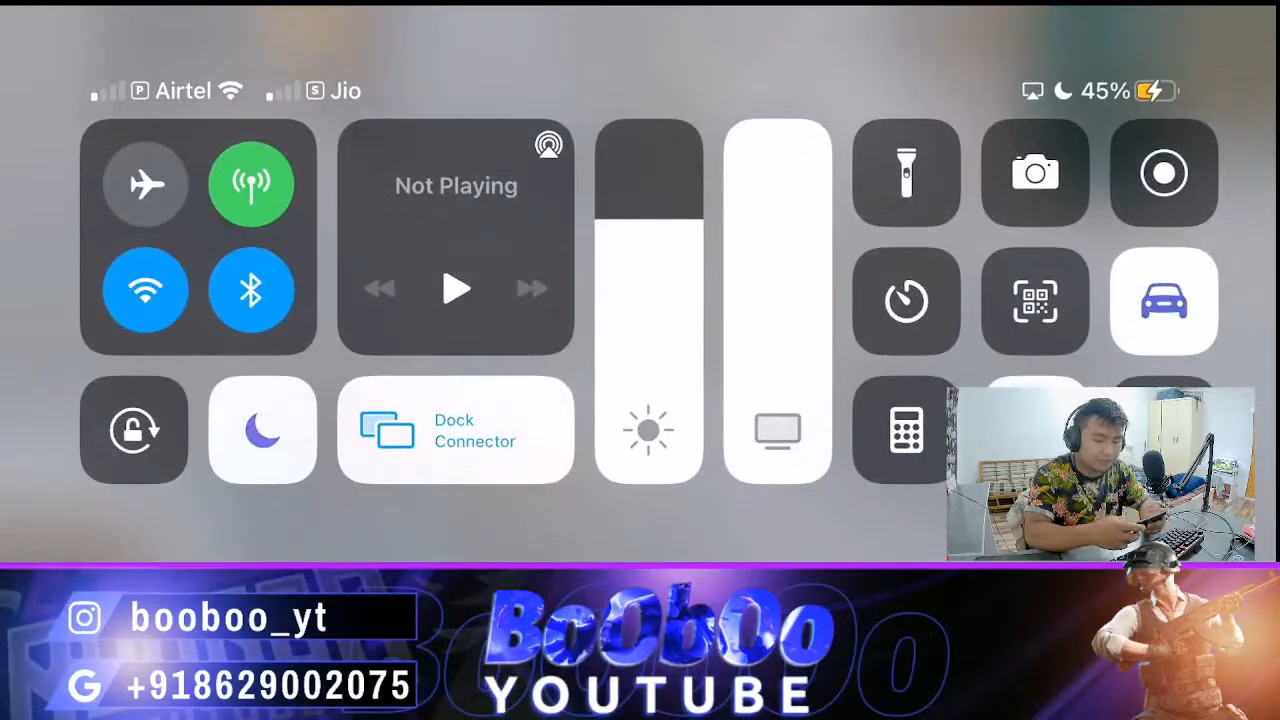 P Airtel
S Jio
45%
Not Playing
Dock
Connector
booboo_yt
G +918629002075
BoObOo
YOUTUBE